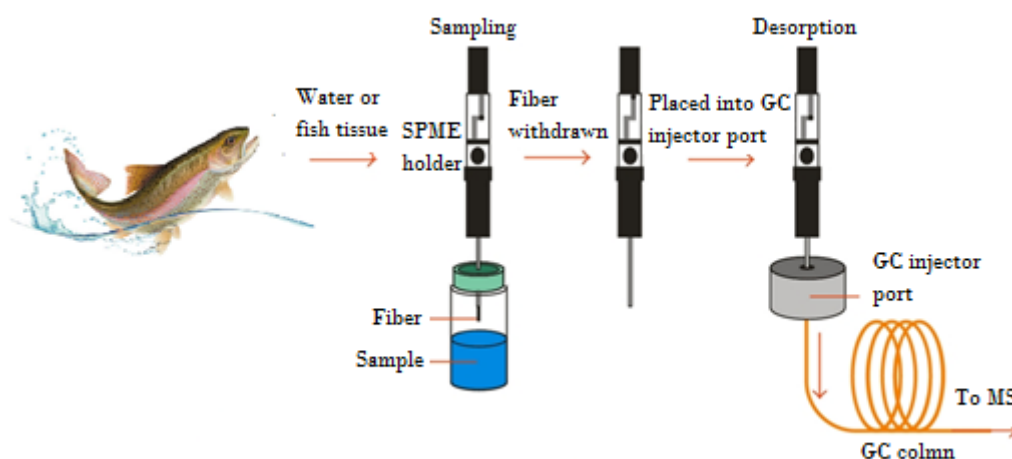 Sampling
Desorption
Water or
fish tissue
SPME
holder
Fiber
withdrawn
Placed into GC
injector port
GC injector
port
Fiber
Sample
To MS
GC colmn